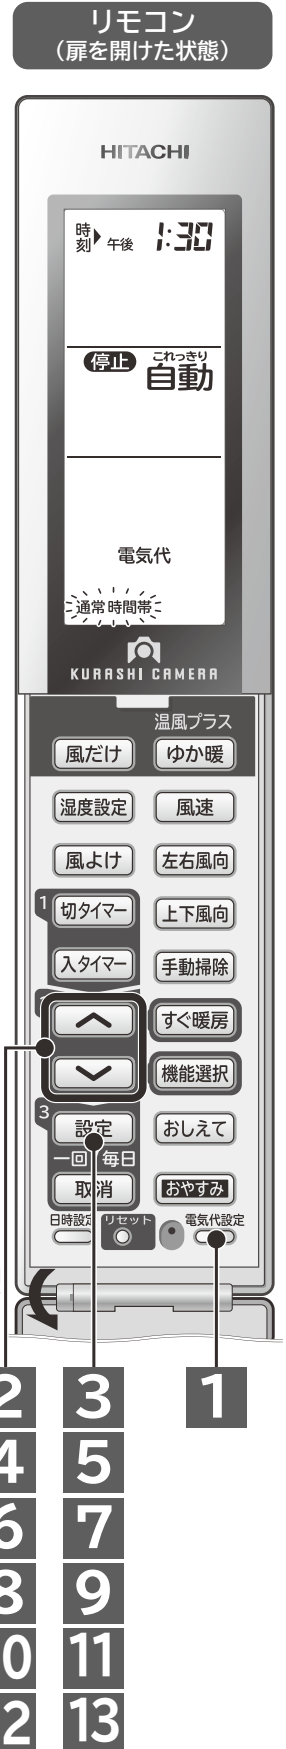 リモコン
（扉を開けた状態）
HITACHI
時刻 午後 1:30
停止 これっきり 自動
電気代
通常時間帯
KURASHI CAMERA
温風プラス
風だけ ゆか暖
湿度設定 風速
風よけ 左右風向
1 切タイマー 上下風向
入タイマー 手動掃除
すぐ暖房
機能選択
3 設定 おしえて
一回 毎日
取消 おやすみ
日時設定 リセット 電気代設定
2 3 1
4 5
6 7
8 9
0 11
2 13